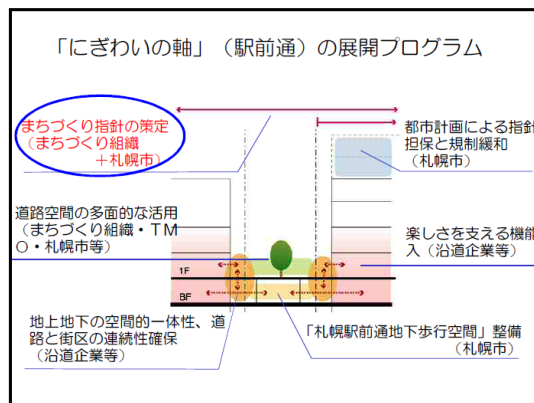 「にぎわいの軸」（駅前通）の展開プログラム
まちづくり指針の策定
（まちづくり組織
＋札幌市）
都市計画による指針
担保と規制緩和
（札幌市）
道路空間の多面的な活用
（まちづくり組織・ＴＭ
Ｏ・札幌市等）
楽しさを支える機能
入（沿道企業等）
1F
BF
地上地下の空間的一体性、道
路と街区の連続性確保
（沿道企業等）
「札幌駅前通地下歩行空間」整備
（札幌市）